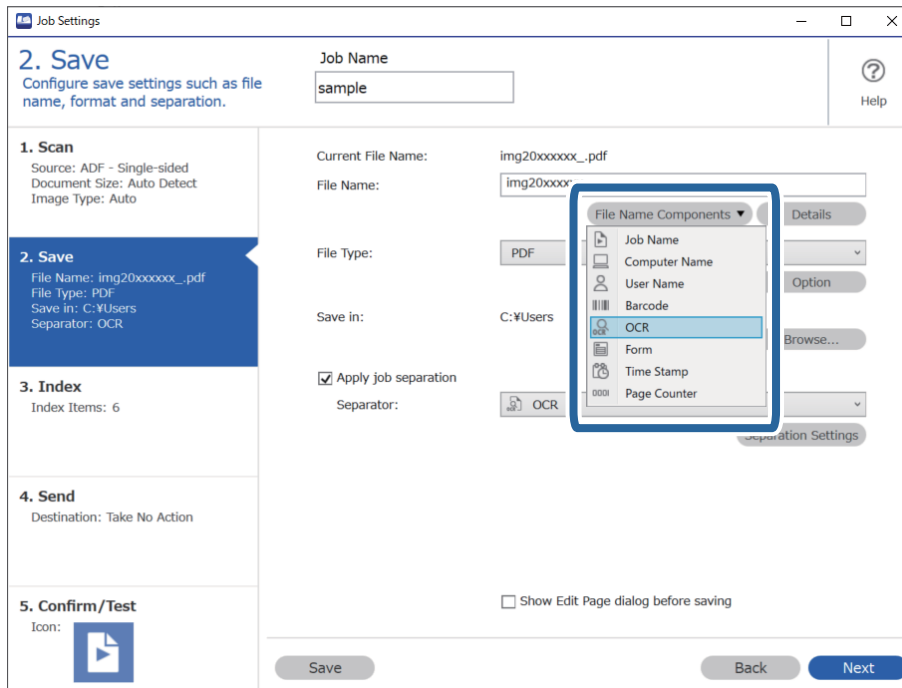 Job Settings
2. Save
Configure save settings such as file
name, format and separation.
Job Name
sample
Help
1. Scan
Source: ADF - Single-sided
Document Size: Auto Detect
Image Type: Auto
2. Save
File Name: img20xxxxxx_.pdf
File Type: PDF
Save in: C:¥Users
Separator: OCR
3. Index
Index Items: 6
4. Send
Destination: Take No Action
5. Confirm/Test
Icon:
Current File Name: img20xxxxxx_.pdf
File Name: img20xxxx
File Name Components ▼ Details
File Type: PDF
Job Name
Computer Name
User Name
Barcode
OCR
Form
Time Stamp
0001 Page Counter
Option
Save in: C:¥Users
Browse...
Apply job separation
Separator: OCR
Separation Settings
Show Edit Page dialog before saving
Save
Back
Next